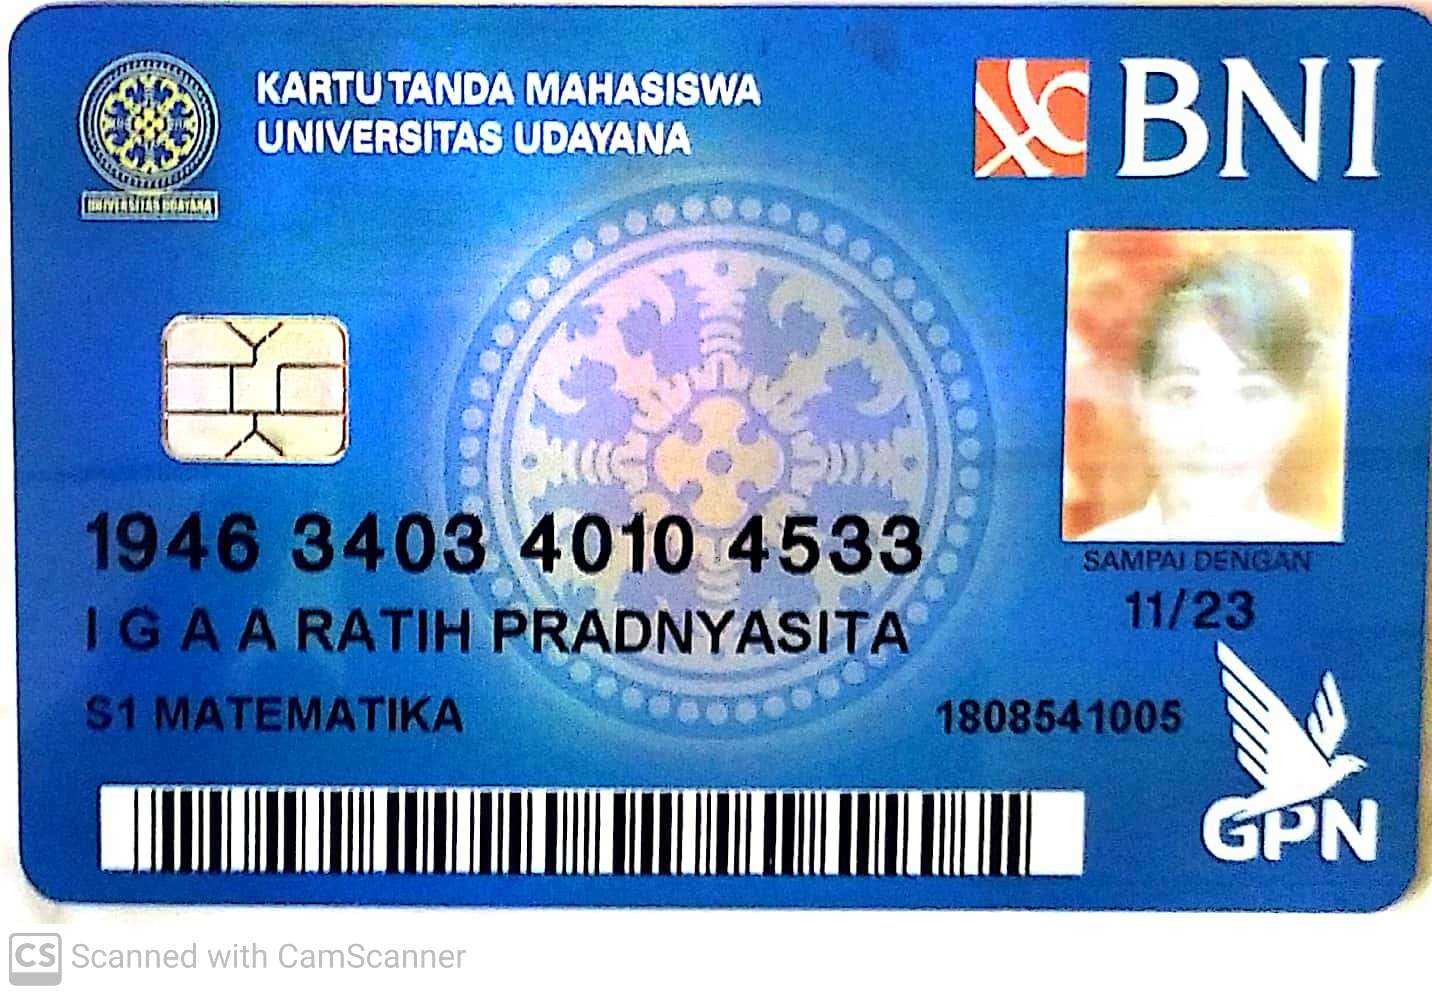 KARTU TANDA MAHASISWA
UNIVERSITAS UDAYANA
BNI
UNIVERSITAS UDAYANA
1946 3403 4010 4533
SAMPAI DENGAN
11/23
I G A A RATIH PRADNYASITA
S1 MATEMATIKA
1808541005
GPN
CS Scanned with CamScanner